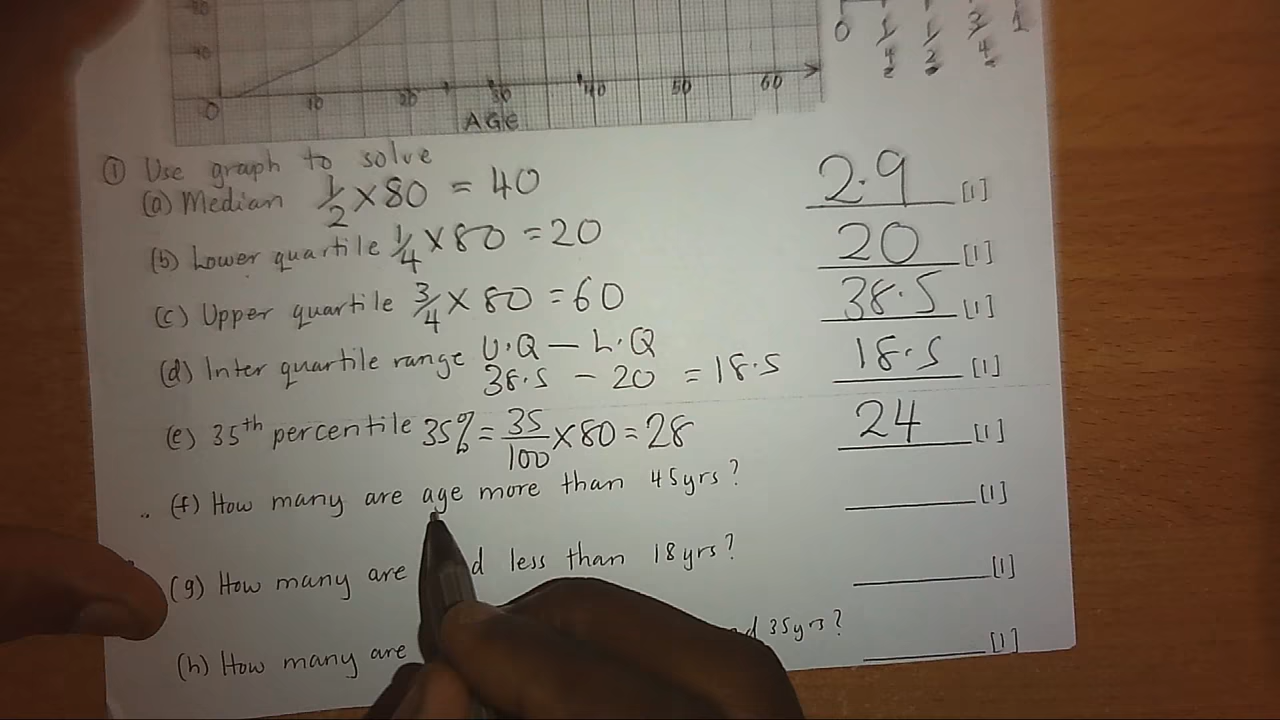 40
0 10 20 30 40 50 60
AGE
0 1/4 1/2 3/4 1
① Use graph to solve
(a) Median 1/2 × 80 = 40 2.9 [1]
(b) Lower quartile 1/4 × 80 = 20 20 [1]
(c) Upper quartile 3/4 × 80 = 60 38.5 [1]
(d) Inter quartile range U.Q — L.Q 18.5 [1]
38.5 - 20 = 18.5
(e) 35th percentile 35% = 35/100 × 80 = 28 24 [1]
(f) How many are age more than 45yrs? [1]
(g) How many are less than 18yrs? [1]
(h) How many are 35yrs? [1]